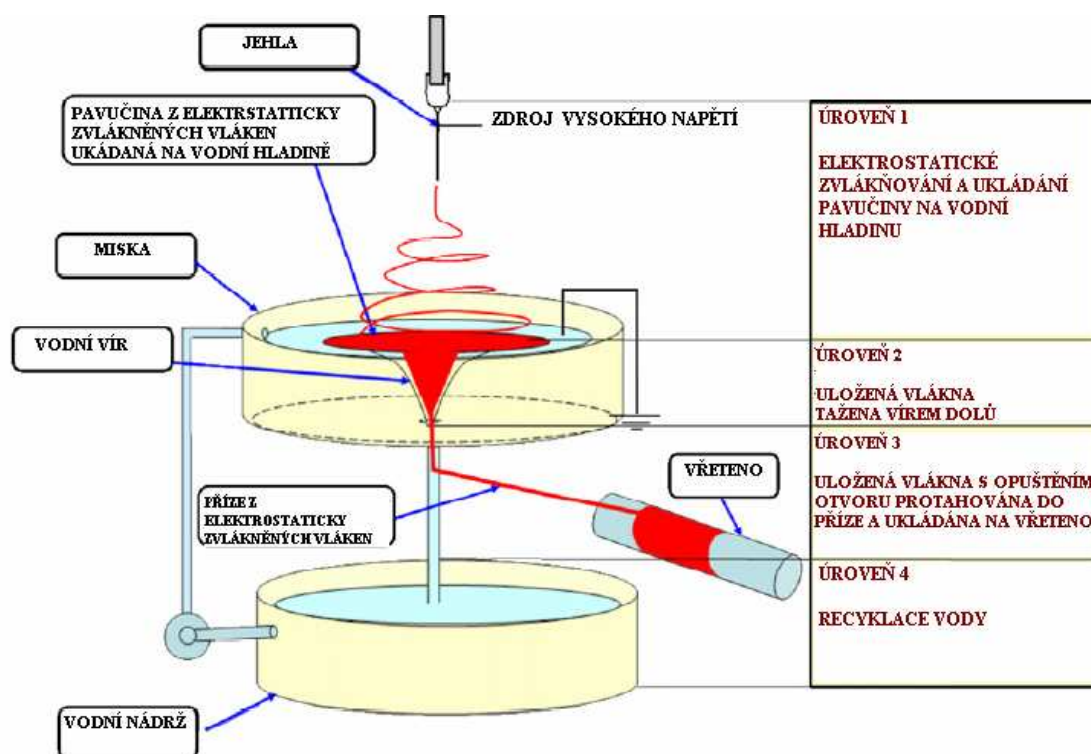 JEHLA
PAVUČINA Z ELEKTRSTATTICKY
ZVLÁKNĚNÝCH VLÁKEN
UKÁDANÁ NA VODNÍ HLADINĚ
ZDROJ VYSOKÉHO NAPĚTÍ
MISKA
VODNÍ VÍR
PŘÍZE Z
ELEKTROSTATICKY
ZVLÁKNĚNÝCH VLÁKEN
VŘETENO
VODNÍ NÁDRŽ
ÚROVEŇ 1
ELEKTROSTATICKÉ
ZVLÁKŇOVÁNÍ A UKLÁDÁNÍ
PAVUČINY NA VODNÍ
HLADINU
ÚROVEŇ 2
ULOŽENÁ VLÁKNA
TAŽENA VÍREM DOLŮ
ÚROVEŇ 3
ULOŽENÁ VLÁKNA S OPUŠTĚNÍM
OTVORU PROTAHOVÁNA DO
PŘÍZE A UKLÁDÁNA NA VŘETENO
ÚROVEŇ 4
RECYKLACE VODY